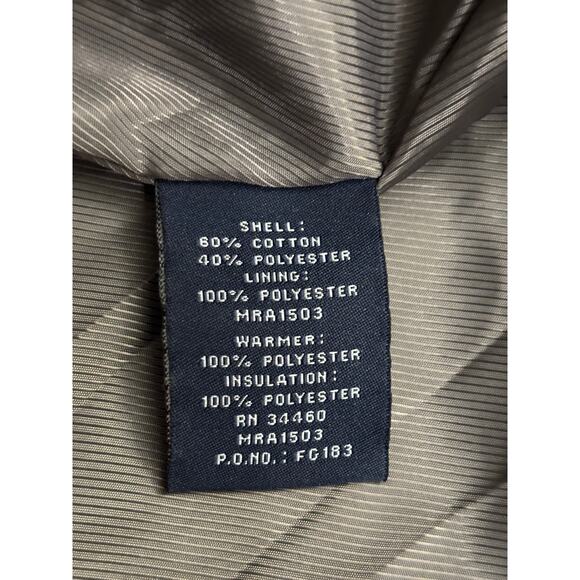 SHELL:
60% COTTON
40% POLYESTER
LINING:
100% POLYESTER
MRA1503
WARMER:
100% POLYESTER
INSULATION:
100% POLYESTER
RN 34460
MRA1503
P.O.NO.: FG183